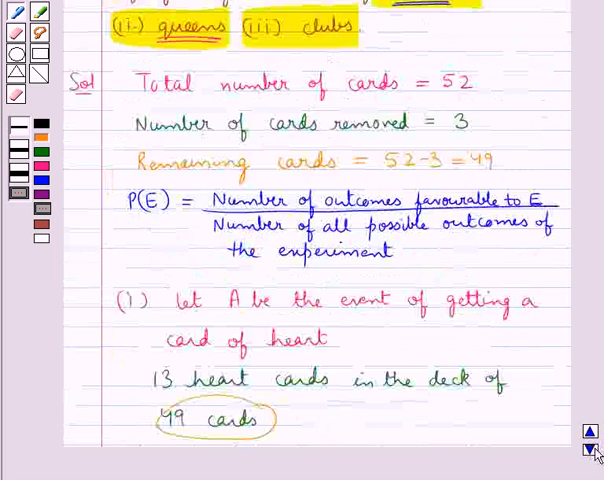 (ii) queens (iii) clubs
Sol Total number of cards = 52
Number of cards removed = 3
Remaining cards = 52-3 = 49
P(E) = Number of outcomes favourable to E
Number of all possible outcomes of
the experiment
(i) let A be the event of getting a
card of heart
13 heart cards in the deck of
49 cards